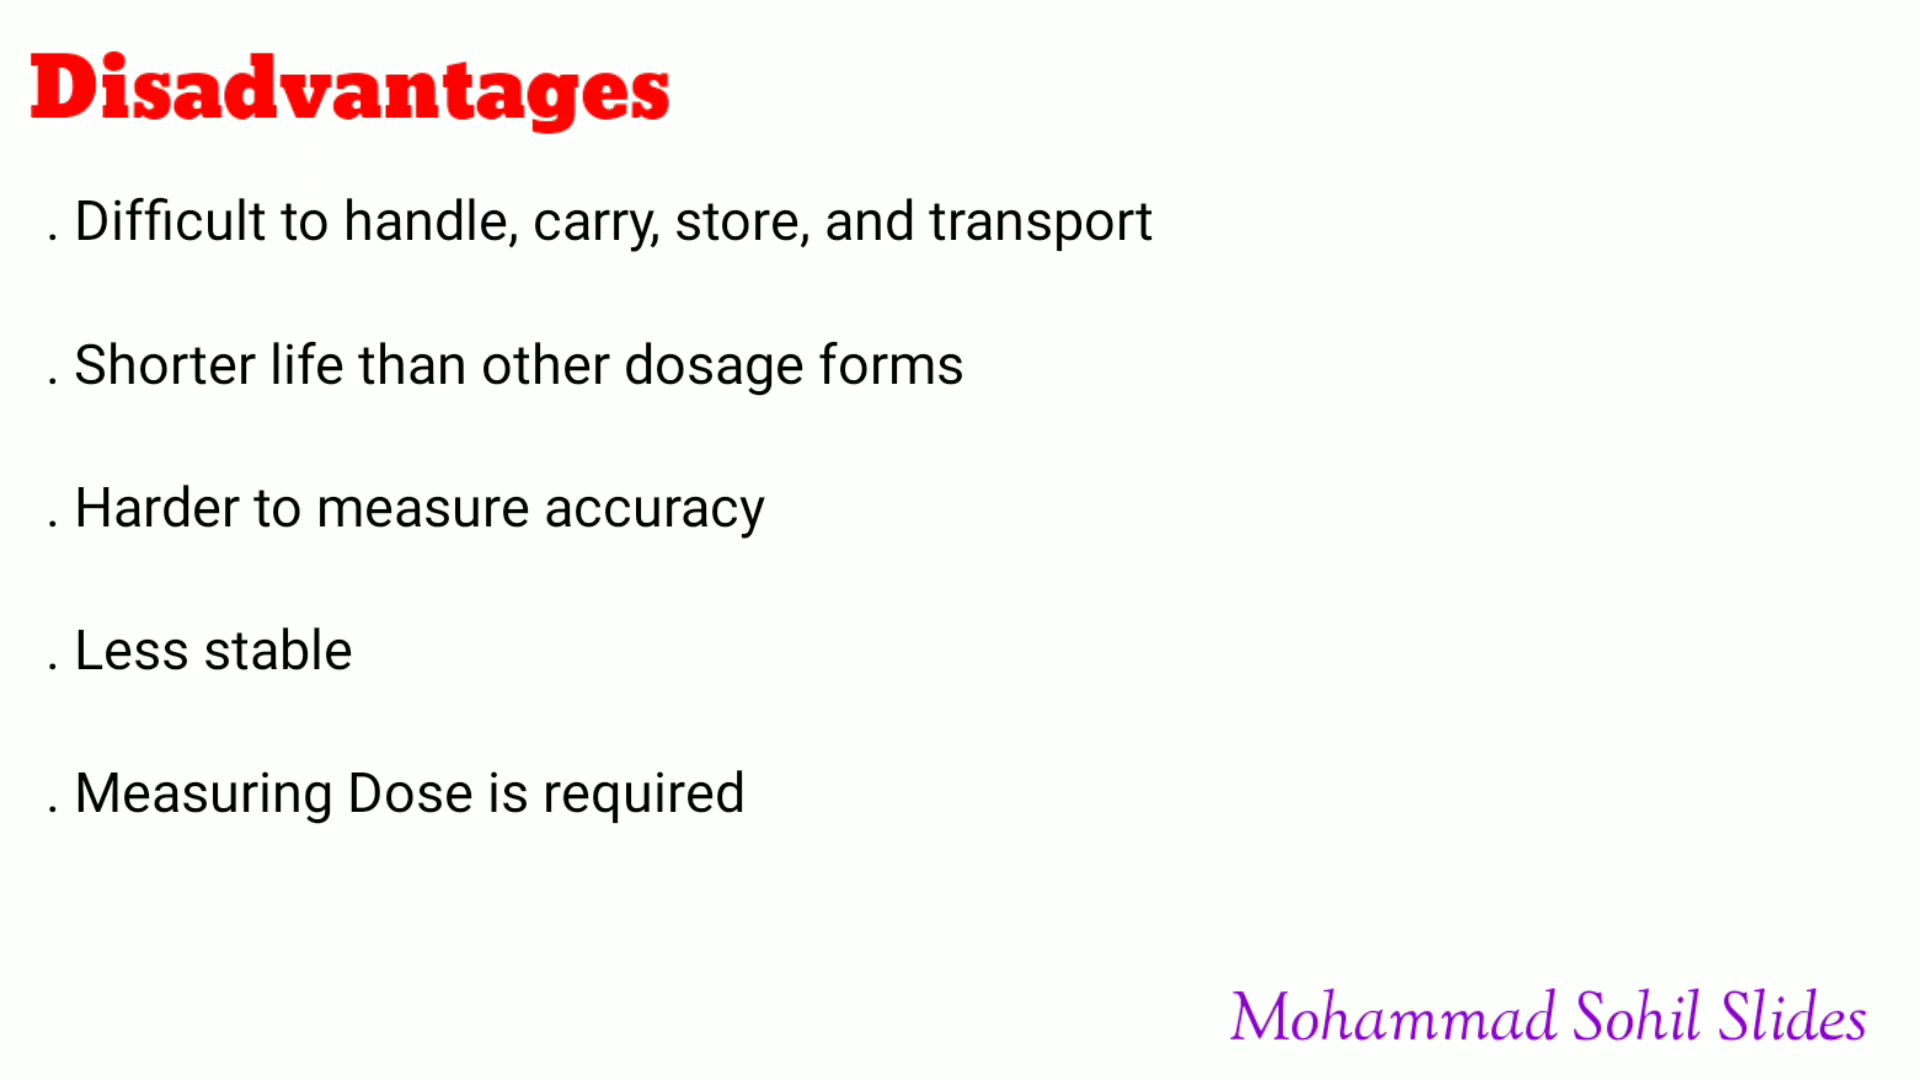 Disadvantages
. Difficult to handle, carry, store, and transport
. Shorter life than other dosage forms
. Harder to measure accuracy
. Less stable
. Measuring Dose is required
Mohammad Sohil Slides